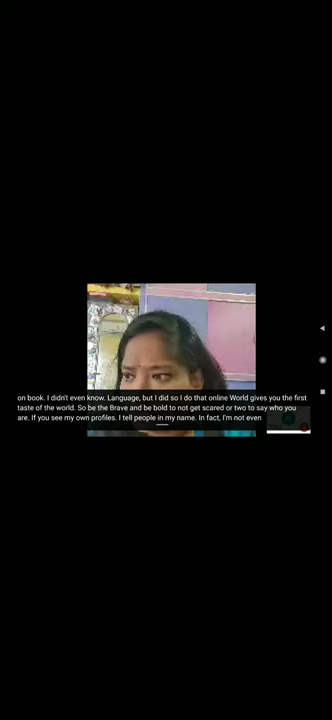 on book. I didn't even know. Language, but I did so I do that online World gives you the first
taste of the world. So be the Brave and be bold to not get scared or two to say who you
are. If you see my own profiles. I tell people in my name. In fact, I'm not even